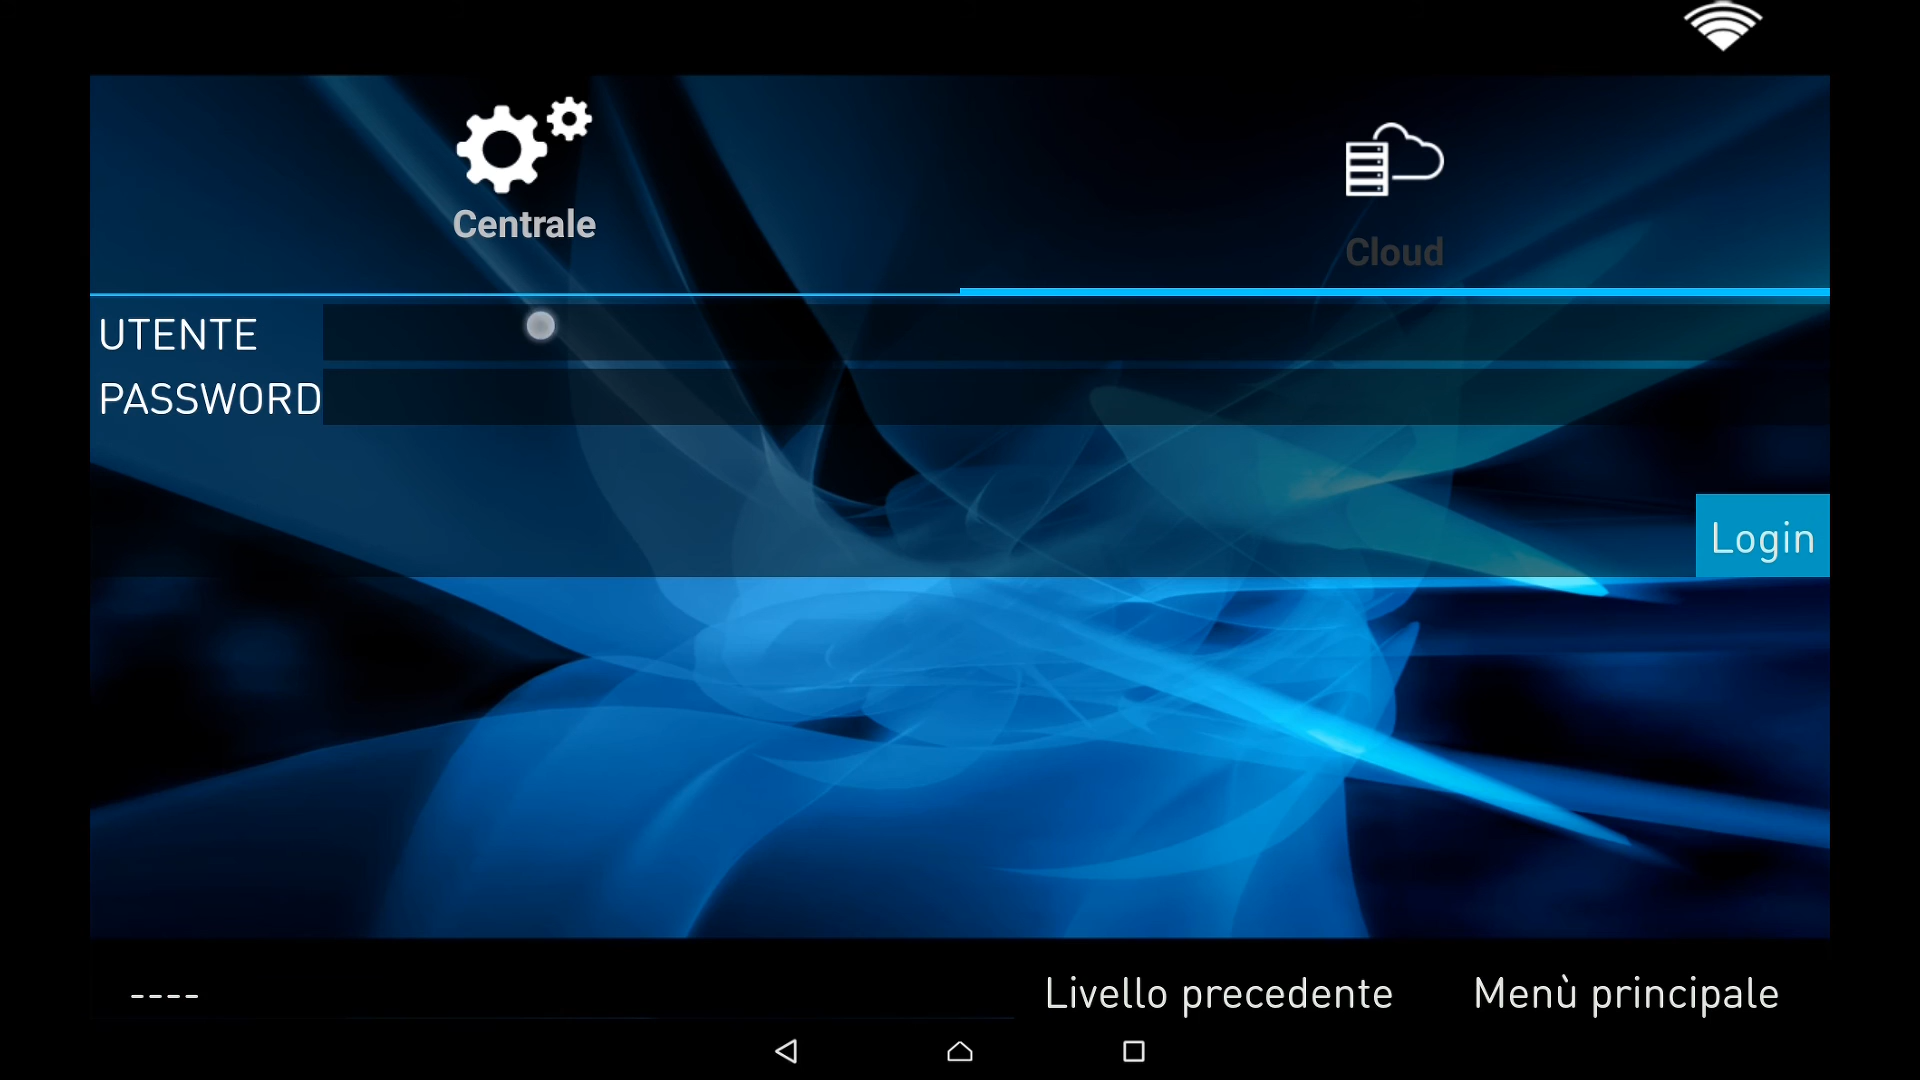 Centrale
Cloud
UTENTE
PASSWORD
Login
----
Livello precedente
Menù principale